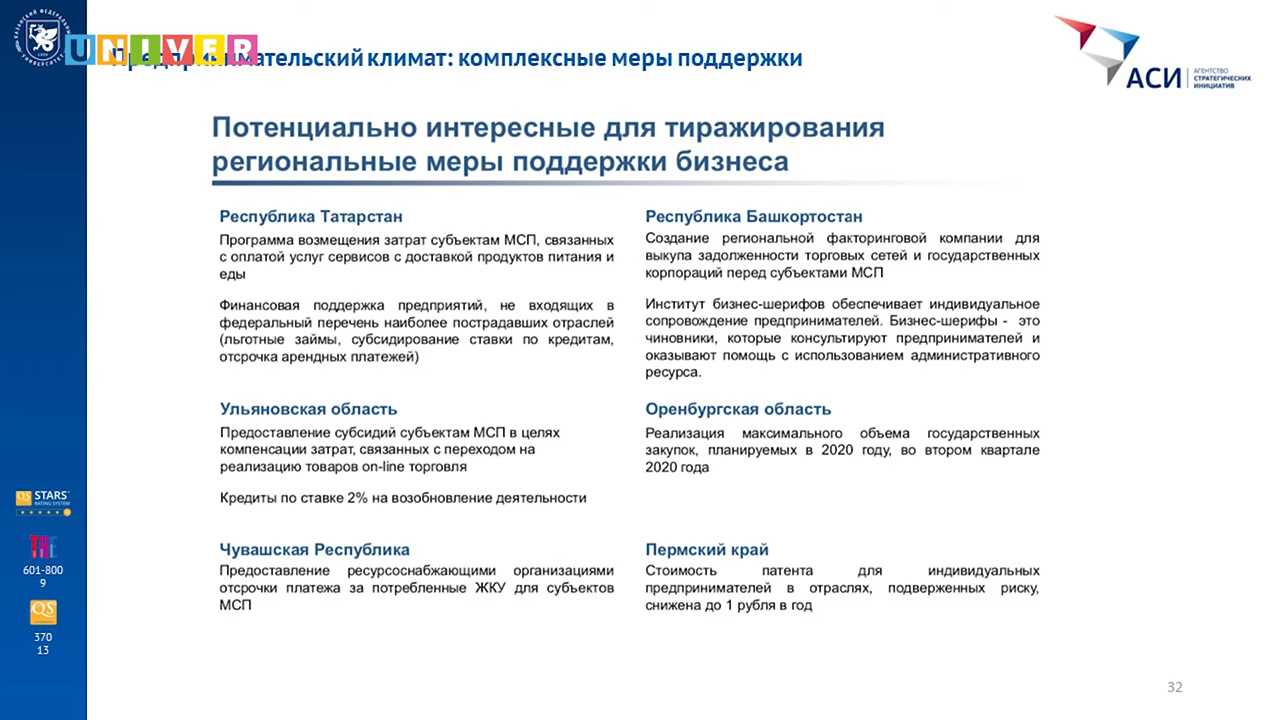 UNIVER
Предпринимательский климат: комплексные меры поддержки
АСИ
АГЕНТСТВО
СТРАТЕГИЧЕСКИХ
ИНИЦИАТИВ
Потенциально интересные для тиражирования
региональные меры поддержки бизнеса
Республика Татарстан
Программа возмещения затрат субъектам МСП, связанных
с оплатой услуг сервисов с доставкой продуктов питания и
еды
Финансовая поддержка предприятий, не входящих в
федеральный перечень наиболее пострадавших отраслей
(льготные займы, субсидирование ставки по кредитам,
отсрочка арендных платежей)
Республика Башкортостан
Создание региональной факторинговой компании для
выкупа задолженности торговых сетей и государственных
корпораций перед субъектами МСП
Институт бизнес-шерифов обеспечивает индивидуальное
сопровождение предпринимателей. Бизнес-шерифы - это
чиновники, которые консультируют предпринимателей и
оказывают помощь с использованием административного
ресурса.
Ульяновская область
Предоставление субсидий субъектам МСП в целях
компенсации затрат, связанных с переходом на
реализацию товаров on-line торговля
Кредиты по ставке 2% на возобновление деятельности
Оренбургская область
Реализация максимального объема государственных
закупок, планируемых в 2020 году, во втором квартале
2020 года
Чувашская Республика
Предоставление ресурсоснабжающими организациями
отсрочки платежа за потребленные ЖКУ для субъектов
МСП
Пермский край
Стоимость патента для индивидуальных
предпринимателей в отраслях, подверженных риску,
снижена до 1 рубля в год
QS STARS
RATING SYSTEM
THE
601-800
9
QS
370
13
32